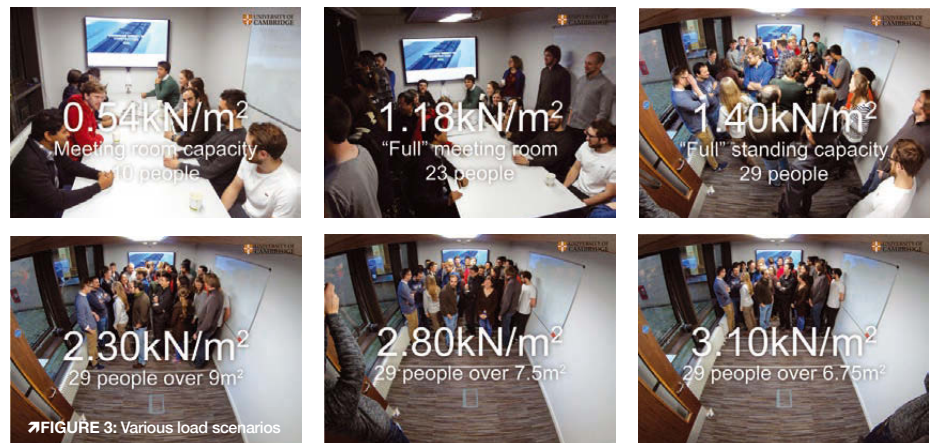 UNIVERSITY OF
CAMBRIDGE
0.54kN/m²
Meeting room capacity
10 people
UNIVERSITY OF
CAMBRIDGE
1.18kN/m²
“Full” meeting room
23 people
UNIVERSITY OF
CAMBRIDGE
1.40kN/m²
“Full” standing capacity
29 people
UNIVERSITY OF
CAMBRIDGE
2.30kN/m²
29 people over 9m²
↗FIGURE 3: Various load scenarios
UNIVERSITY OF
CAMBRIDGE
2.80kN/m²
29 people over 7.5m²
UNIVERSITY OF
CAMBRIDGE
3.10kN/m²
29 people over 6.75m²